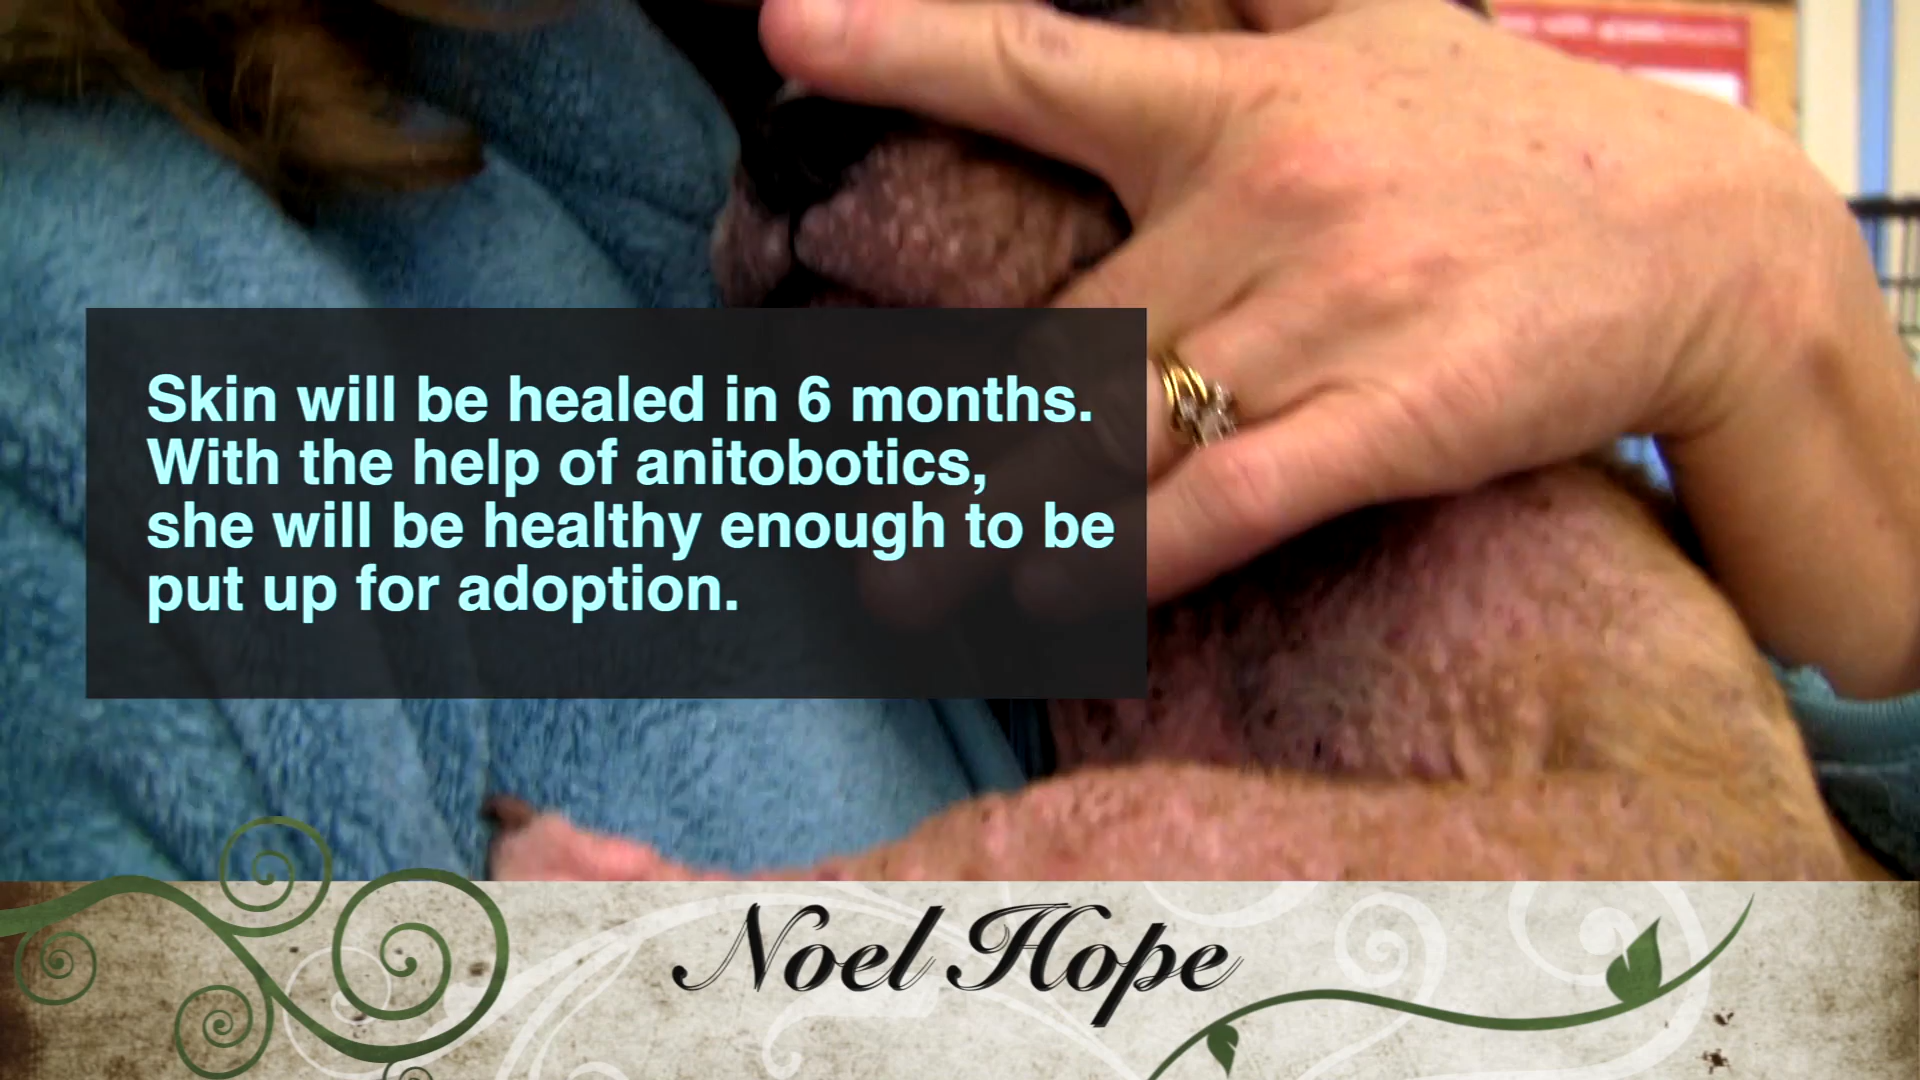 Skin will be healed in 6 months.
With the help of anitobotics,
she will be healthy enough to be
put up for adoption.
Noel Hope